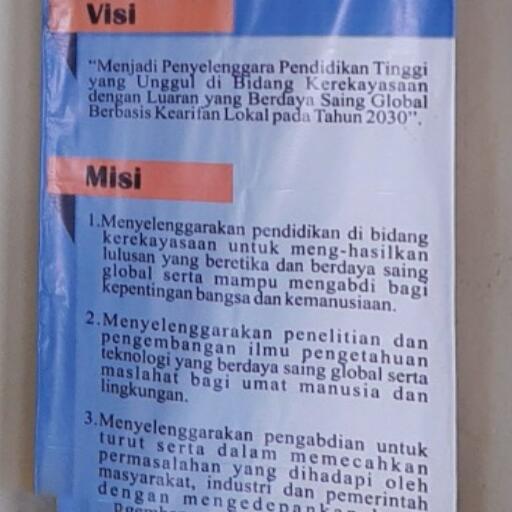 Visi
“Menjadi Penyelenggara Pendidikan Tinggi
yang Unggul di Bidang Kerekayasaan
dengan Luaran yang Berdaya Saing Global
Berbasis Kearifan Lokal pada Tahun 2030”.
Misi
1.Menyelenggarakan pendidikan di bidang
kerekayasaan untuk meng-hasilkan
lulusan yang beretika dan berdaya saing
global serta mampu mengabdi bagi
kepentingan bangsa dan kemanusiaan.
2.Menyelenggarakan penelitian dan
pengembangan ilmu pengetahuan
teknologi yang berdaya saing global serta
maslahat bagi umat manusia dan
lingkungan.
3.Menyelenggarakan pengabdian untuk
turut serta dalam memecahkan
permasalahan yang dihadapi oleh
masyarakat, industri dan pemerintah
dengan